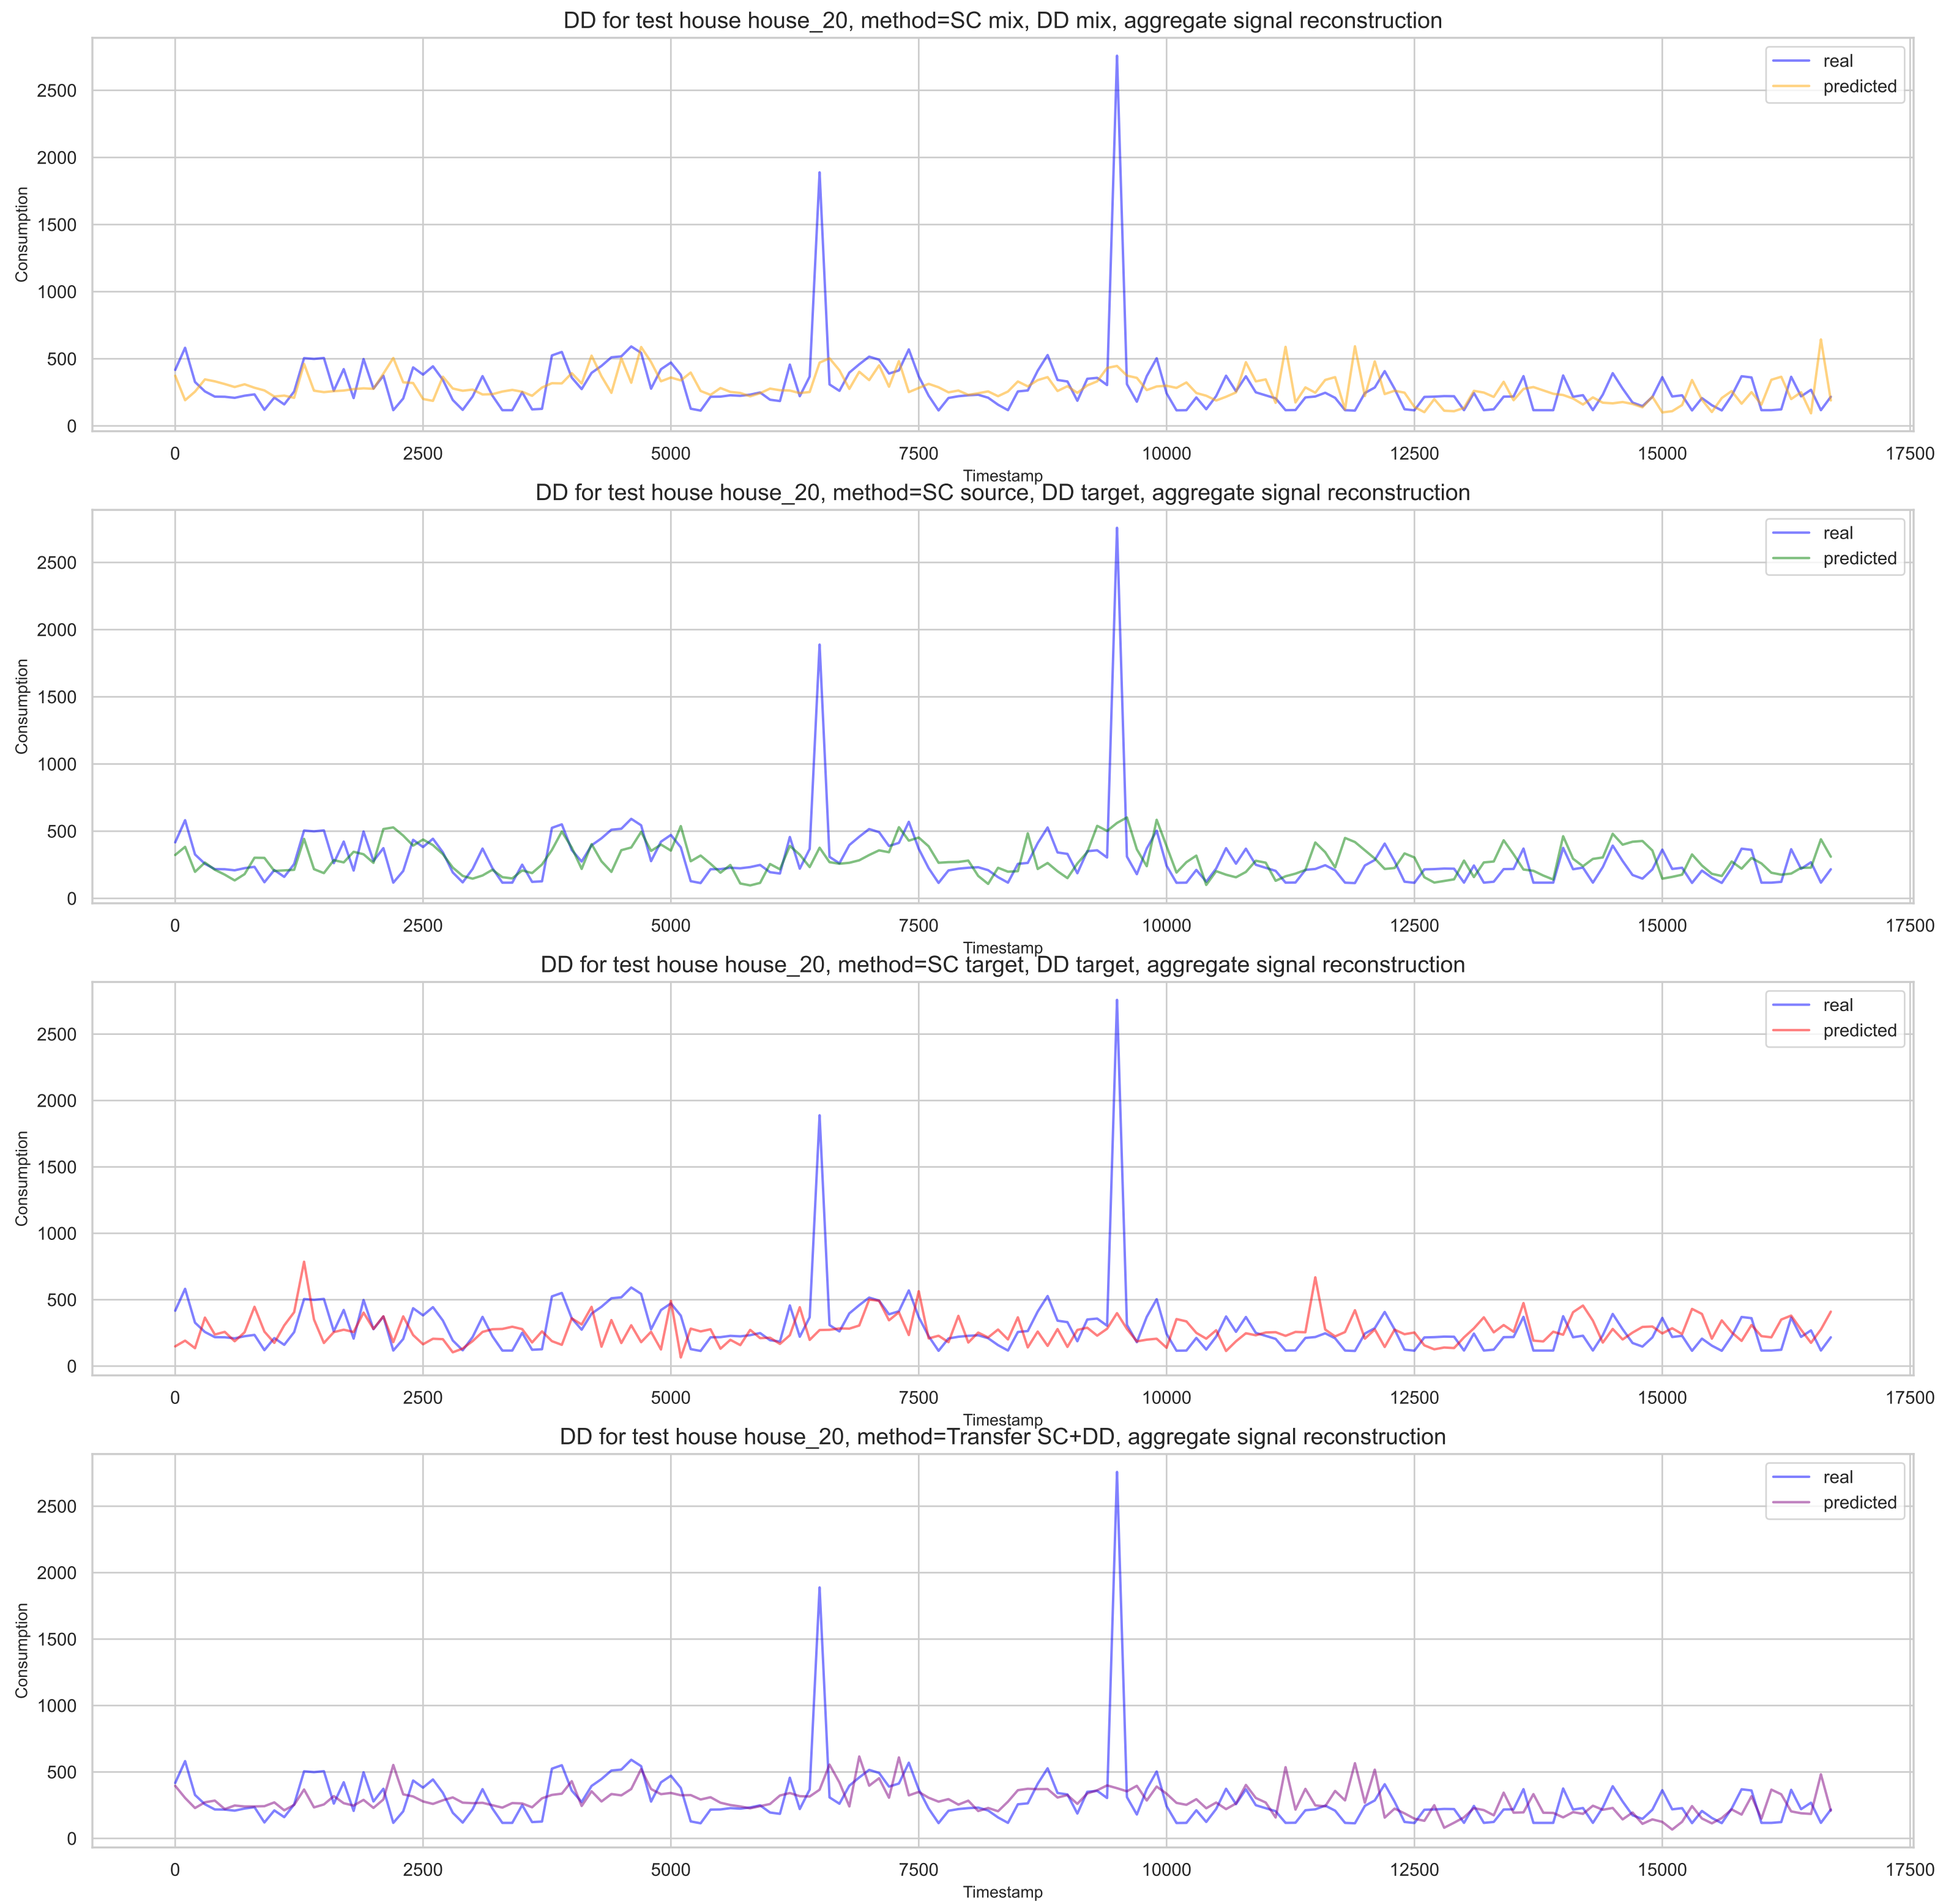 DD for test house house_20, method=SC mix, DD mix, aggregate signal reconstruction
real
predicted
Consumption
2500
2000
1500
1000
500
0
0 2500 5000 7500 10000 12500 15000 17500
Timestamp
DD for test house house_20, method=SC source, DD target, aggregate signal reconstruction
real
predicted
Consumption
2500
2000
1500
1000
500
0
0 2500 5000 7500 10000 12500 15000 17500
Timestamp
DD for test house house_20, method=SC target, DD target, aggregate signal reconstruction
real
predicted
Consumption
2500
2000
1500
1000
500
0
0 2500 5000 7500 10000 12500 15000 17500
Timestamp
DD for test house house_20, method=Transfer SC+DD, aggregate signal reconstruction
real
predicted
Consumption
2500
2000
1500
1000
500
0
0 2500 5000 7500 10000 12500 15000 17500
Timestamp